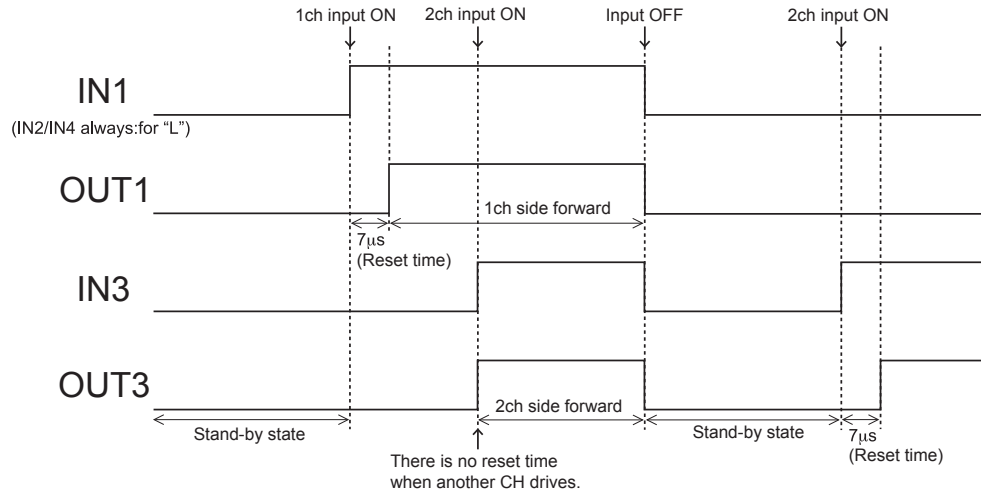 1ch input ON
2ch input ON
Input OFF
2ch input ON
IN1
(IN2/IN4 always:for “L”)
OUT1
1ch side forward
7μs
(Reset time)
IN3
OUT3
2ch side forward
Stand-by state
Stand-by state
7μs
(Reset time)
There is no reset time
when another CH drives.